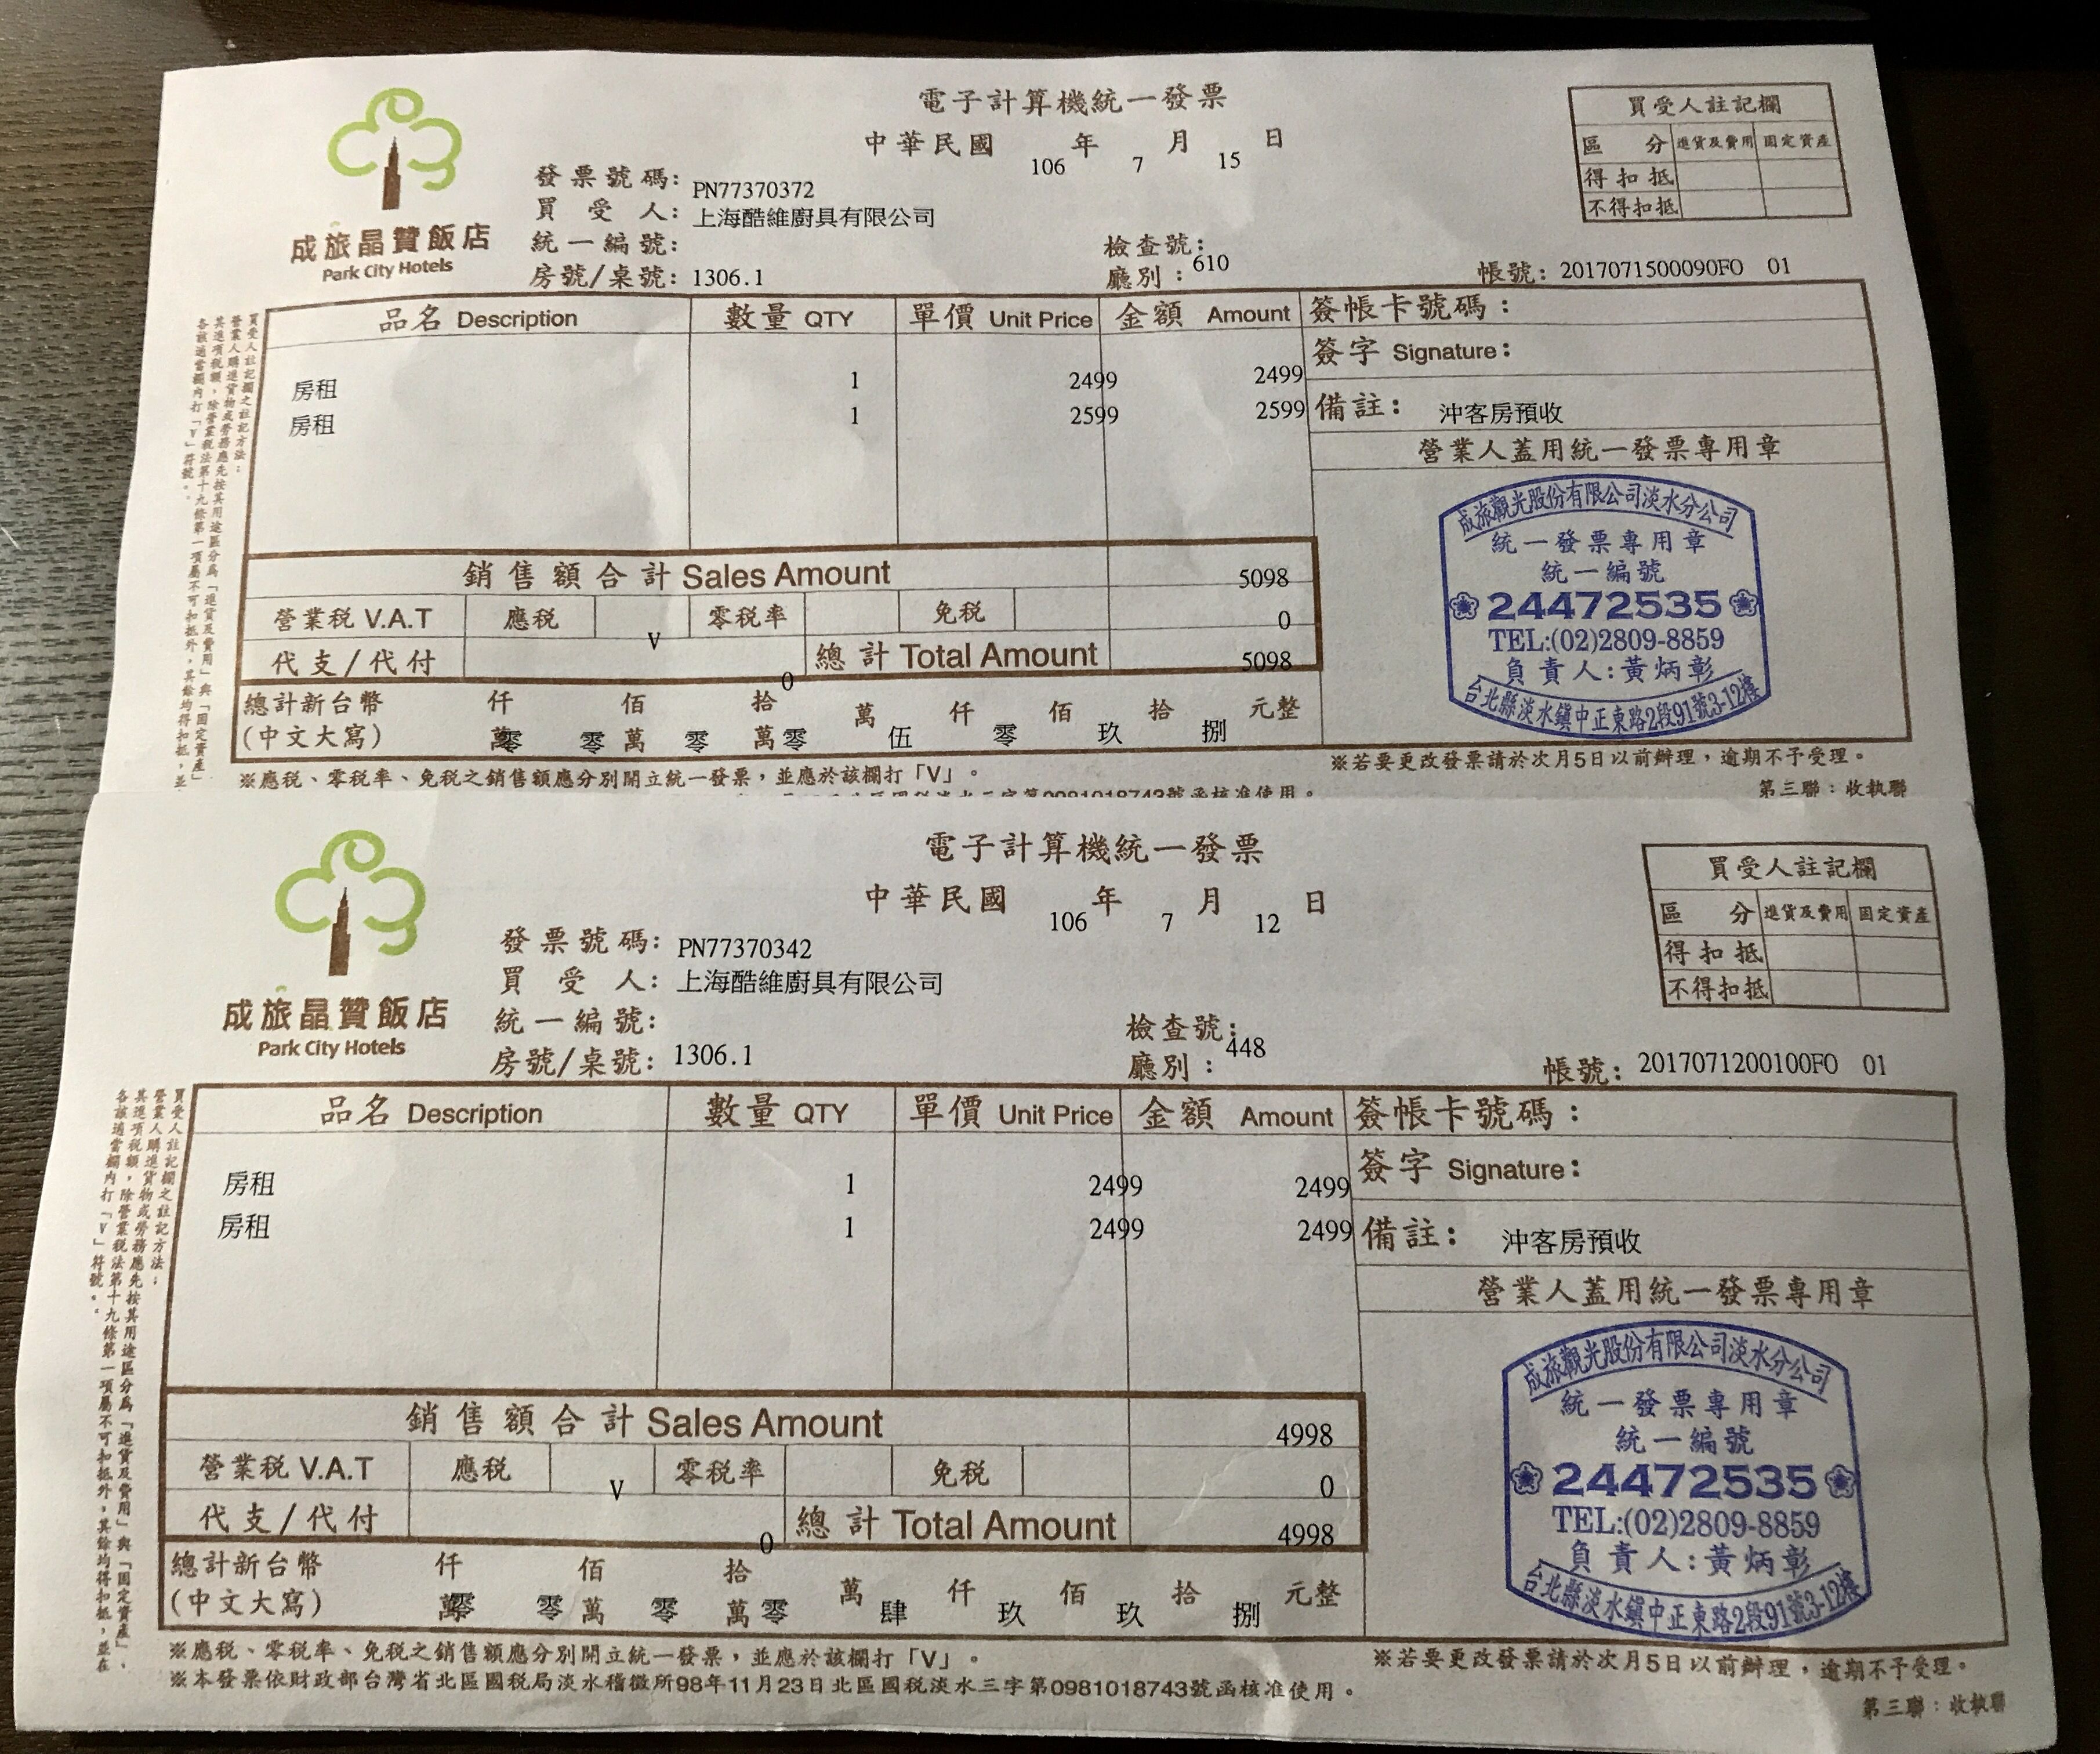 電子計算機統一發票
中華民國 106 年 7 月 15 日
買受人註記欄
區 分 進貨及費用 固定資產
得扣抵
不得扣抵
成旅晶贊飯店
Park City Hotels
發票號碼: PN77370372
買受人: 上海酷維廚具有限公司
統一編號:
檢查號: 610
房號/桌號: 1306.1
廳別:
帳號: 2017071500090FO 01
買受人註記欄之註記方法:
營業人購進貨物或勞務應先按其用途區分為「進貨及費用」與「固定資產」
其進項稅額,除營業稅法第十九條第一項屬不可扣抵外,其餘均得扣抵,並
各該適當欄內打「V」符號。
品名 Description 數量 QTY 單價 Unit Price 金額 Amount 簽帳卡號碼:
簽字 Signature:
房租 1 2499 2499
房租 1 2599 2599
備註: 沖客房預收
營業人蓋用統一發票專用章
銷售額合計 Sales Amount 5098
營業稅 V.A.T 應稅 V 零稅率 免稅 0
代支/代付 0 總計 Total Amount 5098
總計新台幣 仟 佰 拾 萬 仟 佰 拾 元整
(中文大寫) 萬零 零萬 零 萬零 伍 零 玖 捌
成旅觀光股份有限公司淡水分公司
統一發票專用章
統一編號
24472535
TEL:(02)2809-8859
負責人:黃炳彰
台北縣淡水鎮中正東路2段91號3-12樓
※應稅、零稅率、免稅之銷售額應分別開立統一發票,並應於該欄打「V」。
※若要更改發票請於次月5日以前辦理,逾期不予受理。
國稅淡水三字第0981018743號函核准使用。
第三聯:收執聯
電子計算機統一發票
中華民國 106 年 7 月 12 日
買受人註記欄
區 分 進貨及費用 固定資產
得扣抵
不得扣抵
成旅晶贊飯店
Park City Hotels
發票號碼: PN77370342
買受人: 上海酷維廚具有限公司
統一編號:
檢查號: 448
房號/桌號: 1306.1
廳別:
帳號: 2017071200100FO 01
買受人註記欄之註記方法:
營業人購進貨物或勞務應先按其用途區分為「進貨及費用」與「固定資產」,
其進項稅額,除營業稅法第十九條第一項屬不可扣抵外,其餘均得扣抵,並在
各該適當欄內打「V」符號。
品名 Description 數量 QTY 單價 Unit Price 金額 Amount 簽帳卡號碼:
簽字 Signature:
房租 1 2499 2499
房租 1 2499 2499
備註: 沖客房預收
營業人蓋用統一發票專用章
銷售額合計 Sales Amount 4998
營業稅 V.A.T 應稅 V 零稅率 免稅 0
代支/代付 0 總計 Total Amount 4998
總計新台幣 仟 佰 拾 萬 仟 佰 拾 元整
(中文大寫) 萬零 零萬 零 萬零 肆 玖 玖 捌
成旅觀光股份有限公司淡水分公司
統一發票專用章
統一編號
24472535
TEL:(02)2809-8859
負責人:黃炳彰
台北縣淡水鎮中正東路2段91號3-12樓
※應稅、零稅率、免稅之銷售額應分別開立統一發票,並應於該欄打「V」。
※若要更改發票請於次月5日以前辦理,逾期不予受理。
※本發票依財政部台灣省北區國稅局淡水稽徵所98年11月23日北區國稅淡水三字第0981018743號函核准使用。
第三聯:收執聯